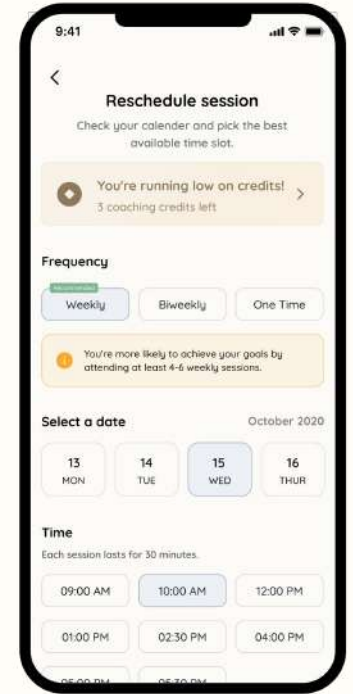 9:41
Reschedule session
Check your calender and pick the best
available time slot.
You're running low on credits!
3 coaching credits left
Frequency
Weekly
Biweekly
One Time
You're more likely to achieve your goals by
attending at least 4-6 weekly sessions.
Select a date
October 2020
13
MON
14
TUE
15
WED
16
THUR
Time
Each session lasts for 30 minutes.
09:00 AM
10:00 AM
12:00 PM
01:00 PM
02:30 PM
04:00 PM
05:00 PM